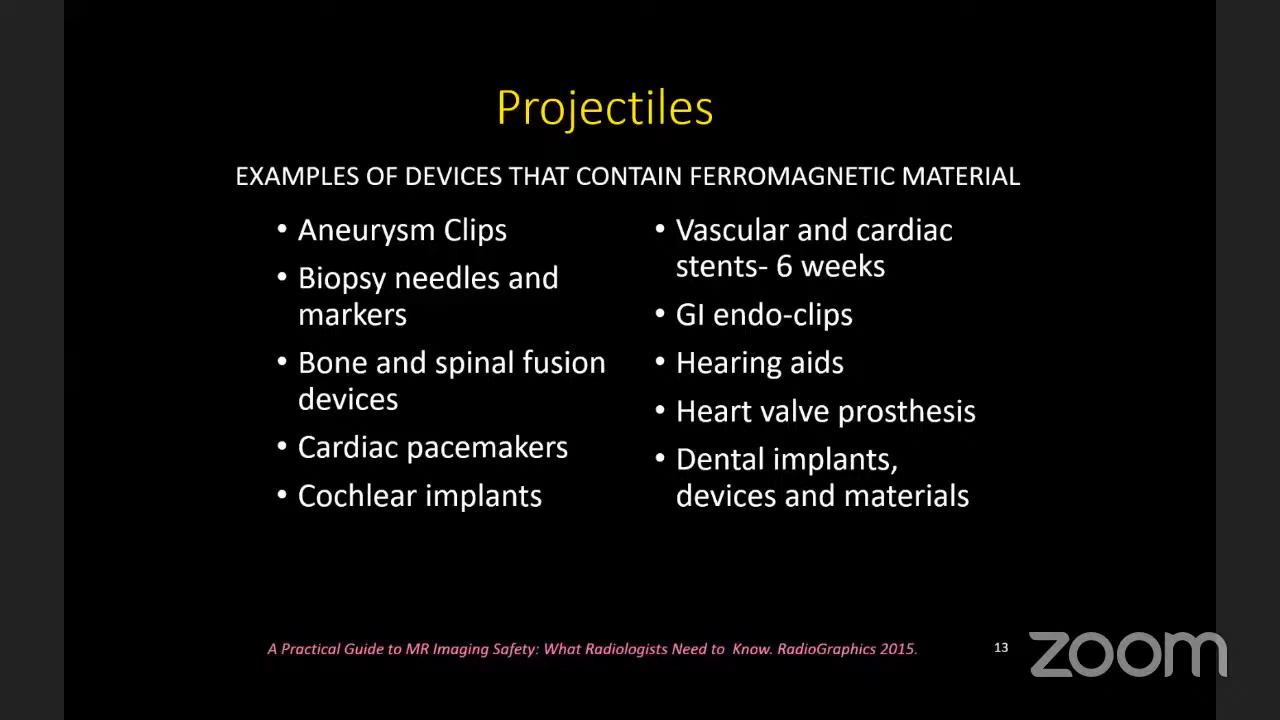 Projectiles
EXAMPLES OF DEVICES THAT CONTAIN FERROMAGNETIC MATERIAL
• Aneurysm Clips
• Biopsy needles and
markers
• Bone and spinal fusion
devices
• Cardiac pacemakers
• Cochlear implants
• Vascular and cardiac
stents- 6 weeks
• GI endo-clips
• Hearing aids
• Heart valve prosthesis
• Dental implants,
devices and materials
A Practical Guide to MR Imaging Safety: What Radiologists Need to Know. RadioGraphics 2015.
13
zoom